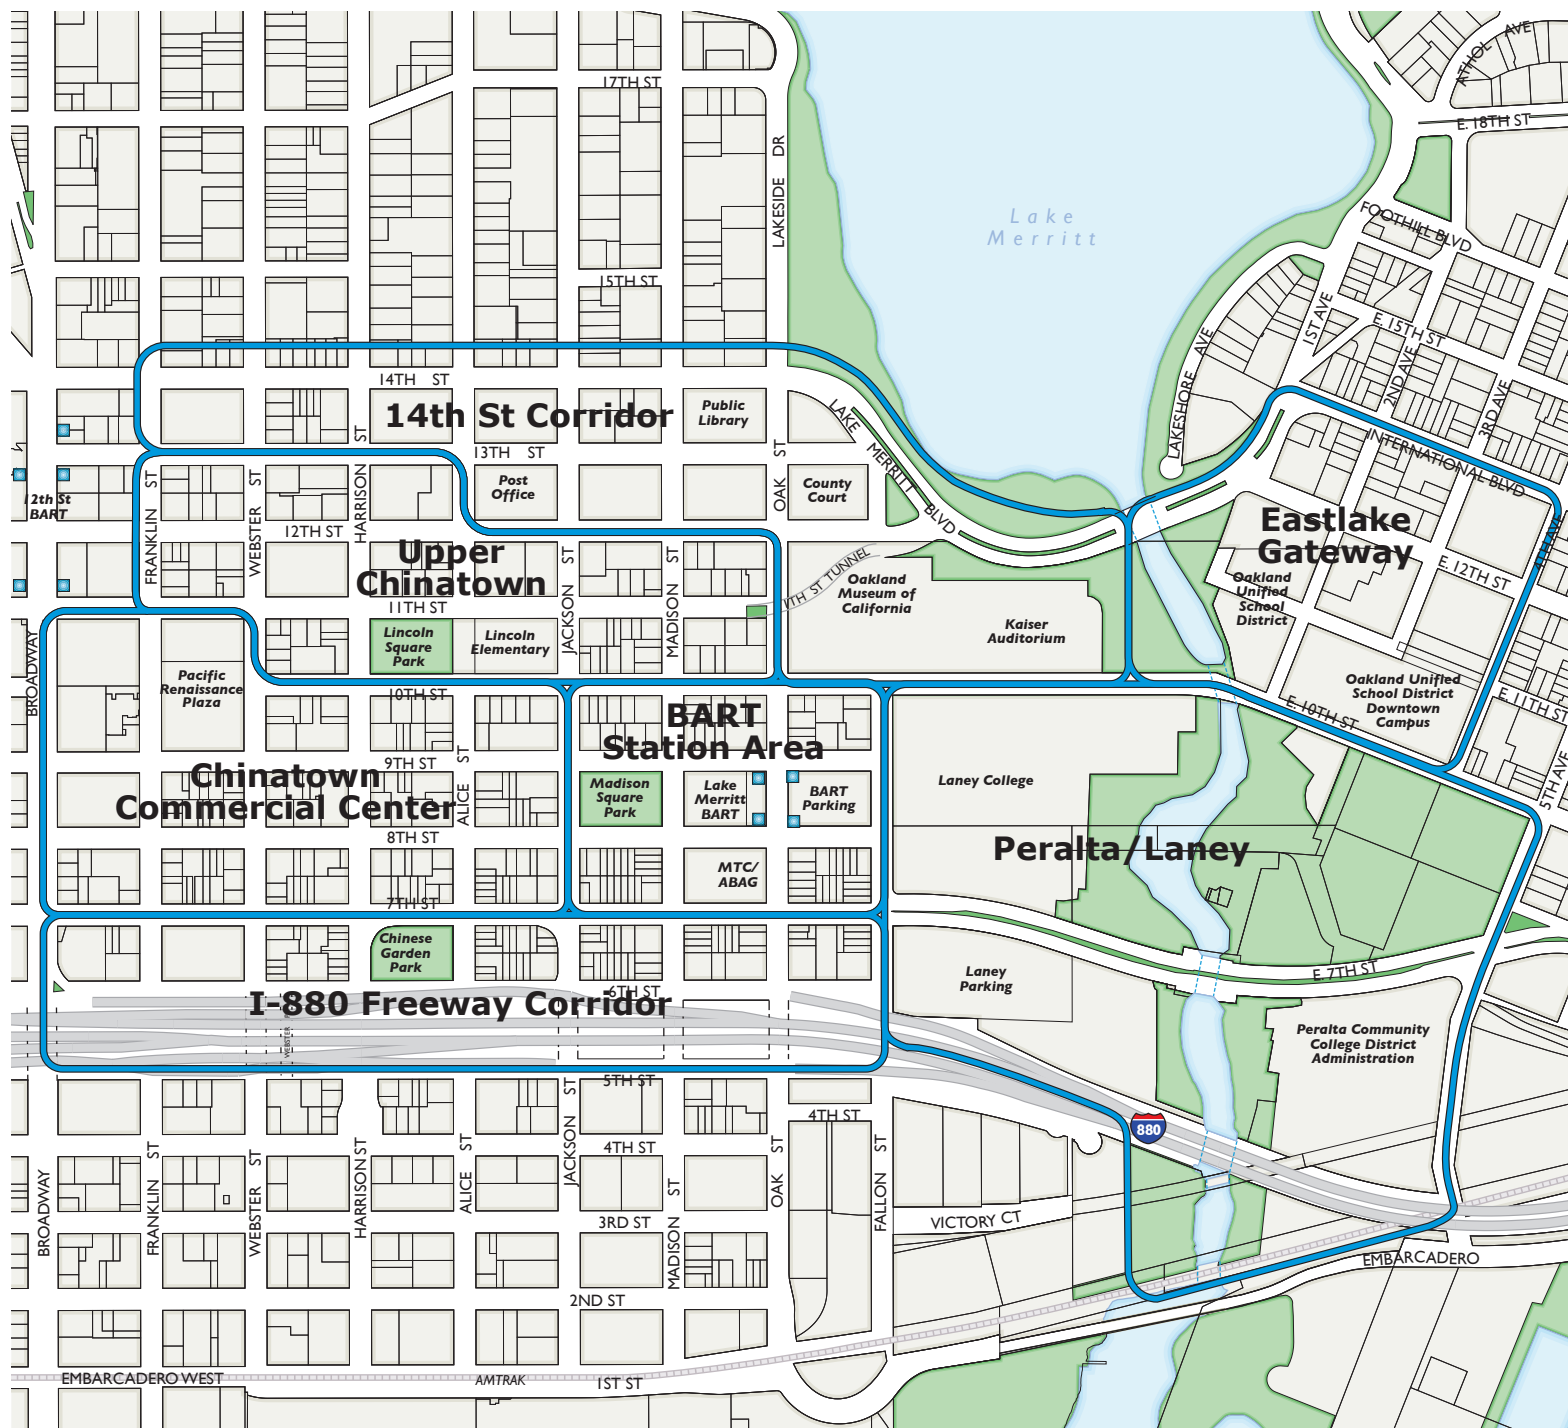 ATHOL AVE
17TH ST
E. 18TH ST
LAKESIDE DR
Lake
Merritt
FOOTHILL BLVD
15TH ST
1ST AVE
E. 15TH ST
LAKESHORE AVE
2ND AVE
3RD AVE
14TH ST
14th St Corridor
Public
Library
LAKE MERRITT BLVD
INTERNATIONAL BLVD
13TH ST
Post
Office
County
Court
OAK ST
12th St
BART
FRANKLIN ST
WEBSTER ST
HARRISON ST
12TH ST
Eastlake
Gateway
4TH AVE
Upper
Chinatown
JACKSON ST
MADISON ST
1TH ST TUNNEL
Oakland
Museum of
California
Kaiser
Auditorium
Oakland
Unified
School
District
E. 12TH ST
11TH ST
Lincoln
Square
Park
Lincoln
Elementary
BROADWAY
Pacific
Renaissance
Plaza
10TH ST
Oakland Unified
School District
Downtown
Campus
E. 10TH ST
E. 11TH ST
BART
Station Area
9TH ST
ALICE ST
5TH AVE
Chinatown
Commercial Center
Madison
Square
Park
Lake
Merritt
BART
BART
Parking
Laney College
8TH ST
Peralta/Laney
MTC/
ABAG
7TH ST
Chinese
Garden
Park
Laney
Parking
E. 7TH ST
6TH ST
I-880 Freeway Corridor
WEBSTER
Peralta Community
College District
Administration
5TH ST
880
4TH ST
4TH ST
BROADWAY
FRANKLIN ST
WEBSTER ST
HARRISON ST
ALICE ST
JACKSON ST
MADISON ST
OAK ST
FALLON ST
3RD ST
VICTORY CT
EMBARCADERO
2ND ST
EMBARCADERO WEST
AMTRAK
1ST ST